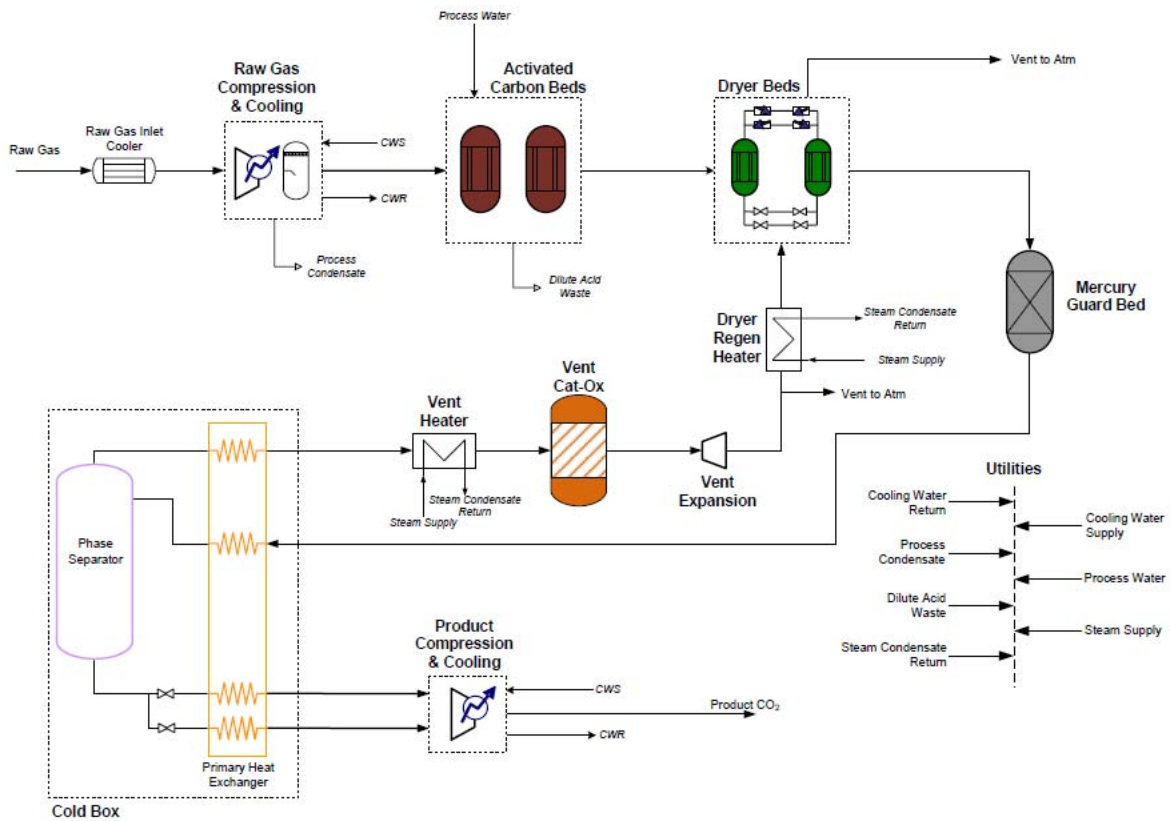 Process Water
Raw Gas
Compression
& Cooling
Activated
Carbon Beds
Dryer Beds
Vent to Atm
Raw Gas Inlet
Cooler
Raw Gas
CWS
CWR
Process
Condensate
Dilute Acid
Waste
Mercury
Guard Bed
Dryer
Regen
Heater
Steam Condensate
Return
Steam Supply
Vent to Atm
Vent
Cat-Ox
Vent
Heater
Steam Condensate
Return
Steam Supply
Vent
Expansion
Phase
Separator
Utilities
Cooling Water
Return
Cooling Water
Supply
Process
Condensate
Process Water
Dilute Acid
Waste
Steam Supply
Steam Condensate
Return
Product
Compression
& Cooling
CWS
Product CO₂
CWR
Primary Heat
Exchanger
Cold Box